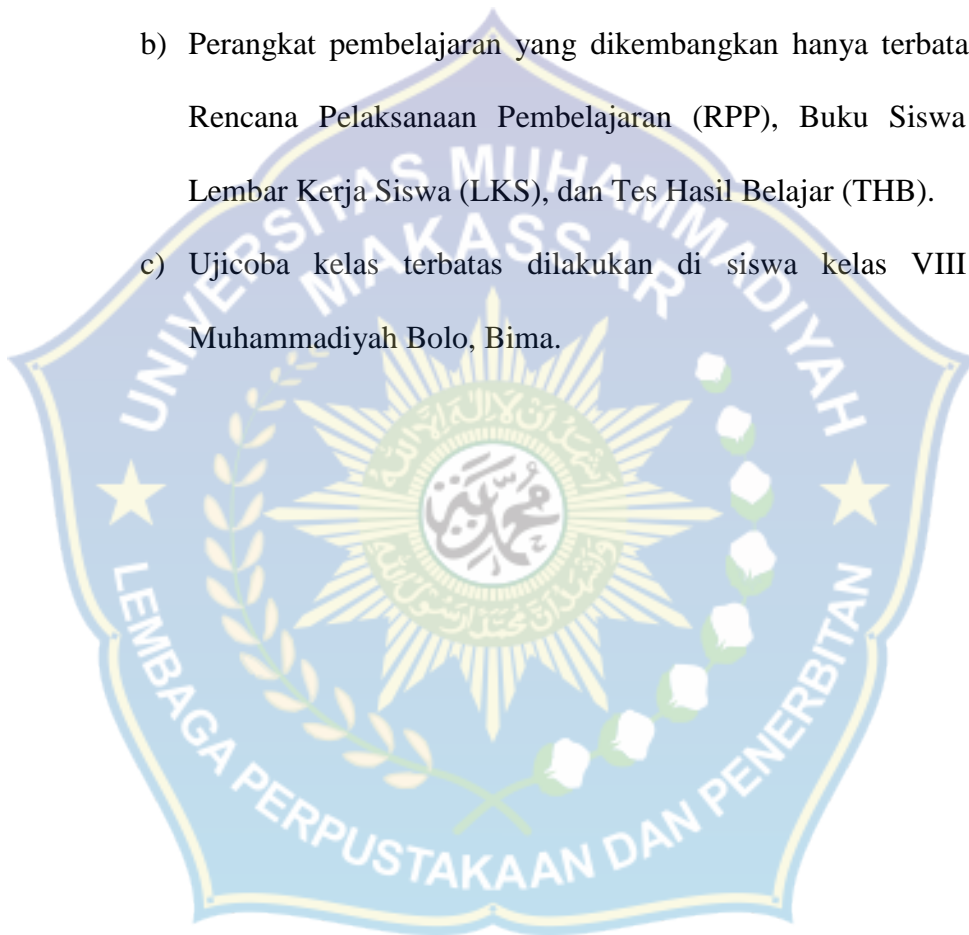 b) Perangkat pembelajaran yang dikembangkan hanya terbata
Rencana Pelaksanaan Pembelajaran (RPP), Buku Siswa
Lembar Kerja Siswa (LKS), dan Tes Hasil Belajar (THB).
c) Ujicoba kelas terbatas dilakukan di siswa kelas VIII
Muhammadiyah Bolo, Bima.
UNIVERSITAS MUHAMMADIYAH
MAKASSAR
LEMBAGA PERPUSTAKAAN DAN PENERBITAN